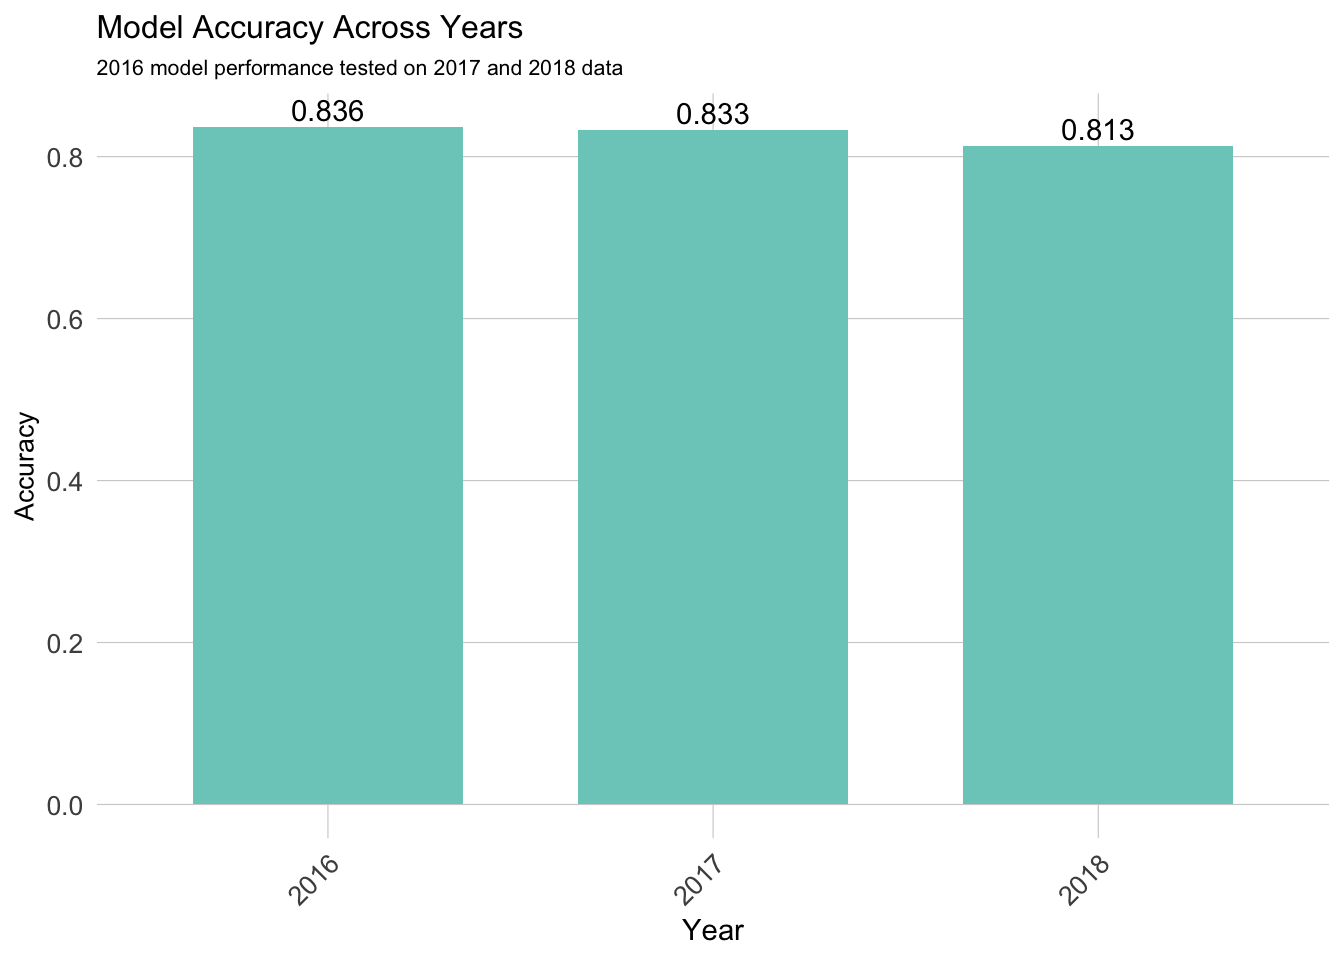 Model Accuracy Across Years
2016 model performance tested on 2017 and 2018 data
0.836
0.833
0.813
0.8
0.6
0.4
0.2
0.0
Accuracy
2016
2017
2018
Year